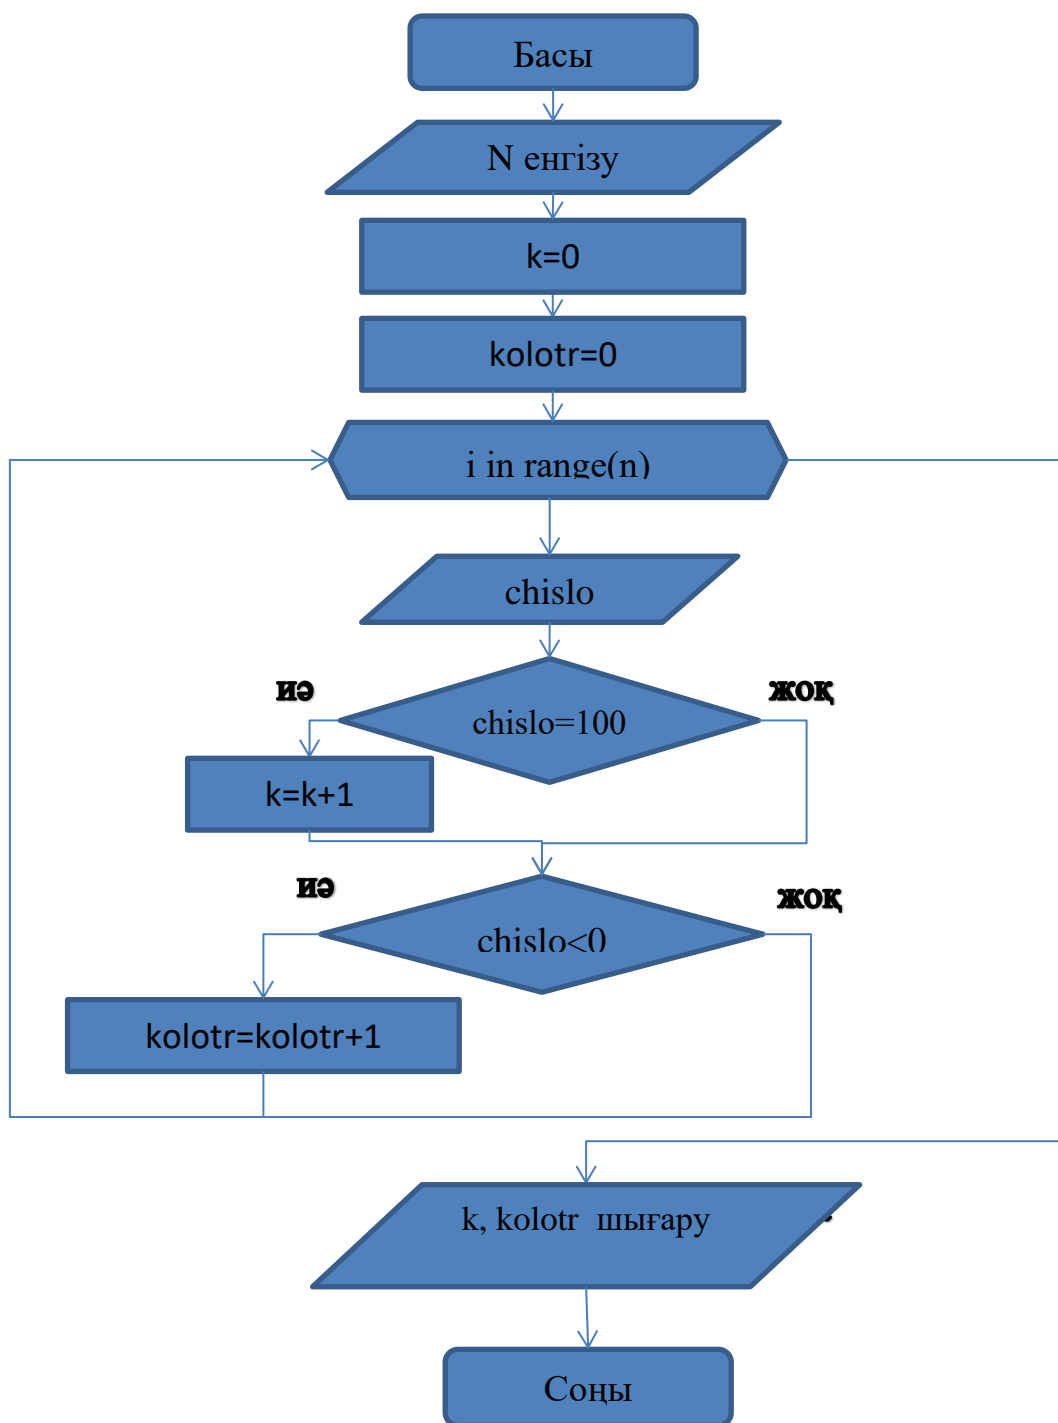 Басы
N енгізу
k=0
kolotr=0
i in range(n)
chislo
иә
жоқ
chislo=100
k=k+1
иә
жоқ
chislo<0
kolotr=kolotr+1
k, kolotr шығару
Соңы